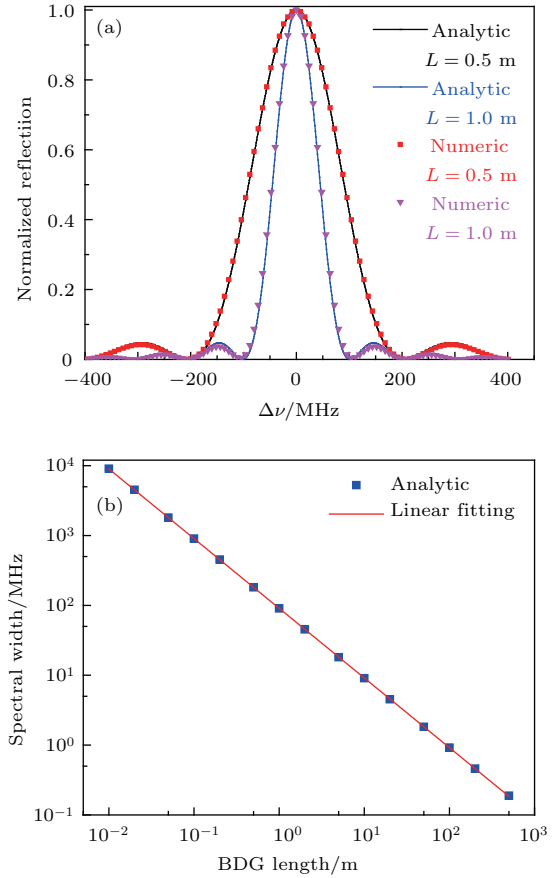 (a)
Analytic
L = 0.5 m
Analytic
L = 1.0 m
Numeric
L = 0.5 m
Numeric
L = 1.0 m
Normalized reflectiion
1.0
0.8
0.6
0.4
0.2
0
−400
−200
0
200
400
Δν/MHz
(b)
Analytic
Linear fitting
Spectral width/MHz
10^4
10^3
10^2
10^1
10^0
10^−1
10^−2
10^−1
10^0
10^1
10^2
10^3
BDG length/m